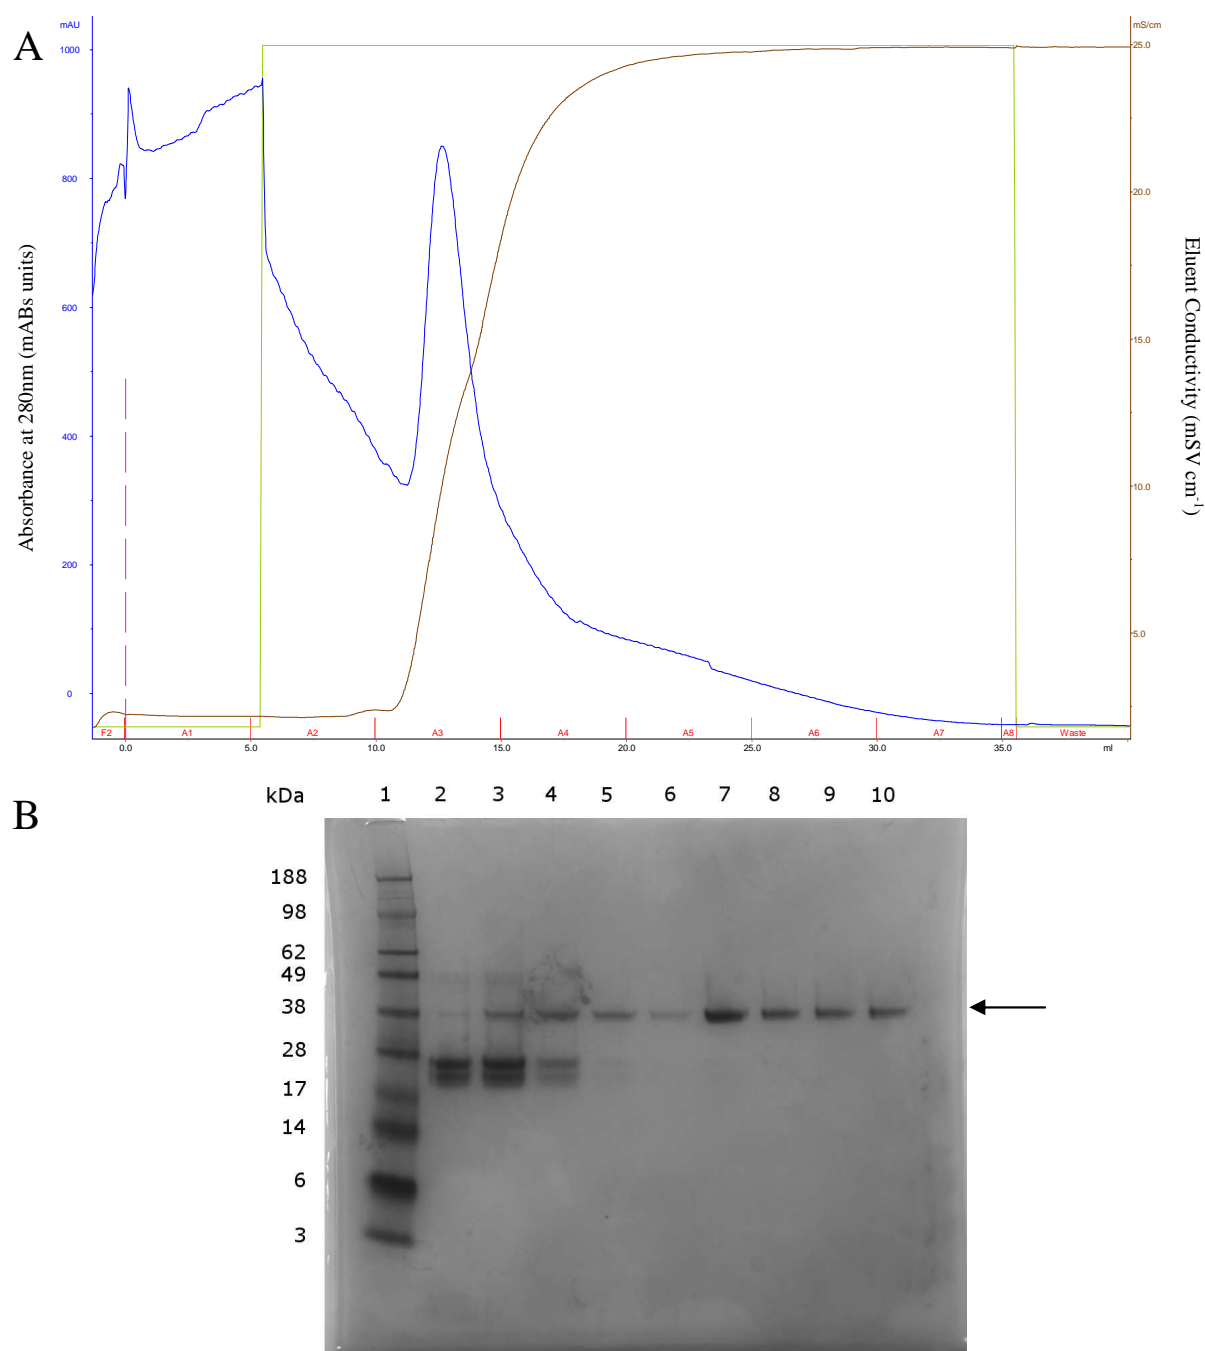 A
mAU
mS/cm
1000
800
600
400
200
0
25.0
20.0
15.0
10.0
5.0
Absorbance at 280nm (mABs units)
Eluent Conductivity (mSV cm⁻¹)
F2 A1 A2 A3 A4 A5 A6 A7 A8 Waste
0.0 5.0 10.0 15.0 20.0 25.0 30.0 35.0 ml
B
kDa 1 2 3 4 5 6 7 8 9 10
188
98
62
49
38
28
17
14
6
3